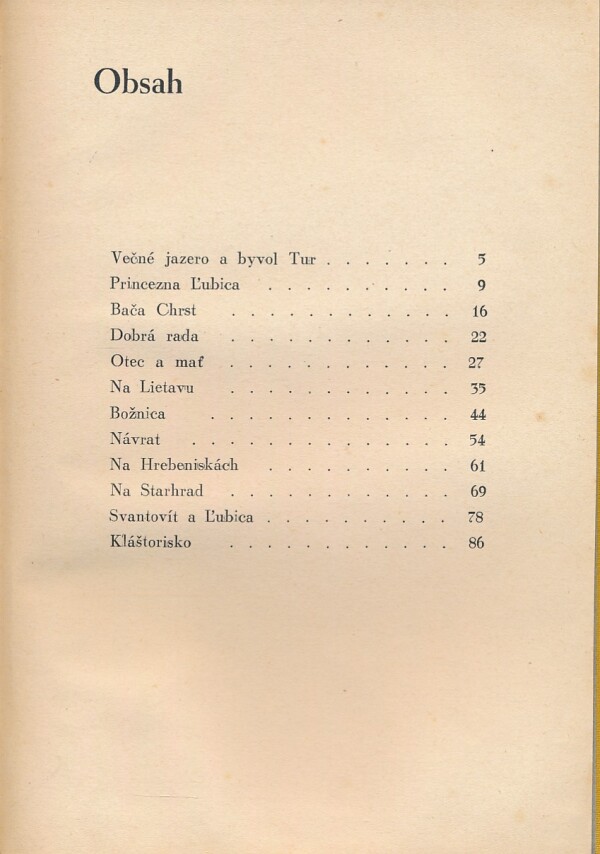 Obsah
Večné jazero a byvol Tur . . . . . . . 5
Princezna Ľubica . . . . . . . . . . 9
Bača Chrst . . . . . . . . . . . . 16
Dobrá rada . . . . . . . . . . . . 22
Otec a mať . . . . . . . . . . . . 27
Na Lietavu . . . . . . . . . . . . 35
Božnica . . . . . . . . . . . . . 44
Návrat . . . . . . . . . . . . . . 54
Na Hrebeniskách . . . . . . . . . . 61
Na Starhrad . . . . . . . . . . . . 69
Svantovít a Ľubica . . . . . . . . . . 78
Kláštorisko . . . . . . . . . . . . 86